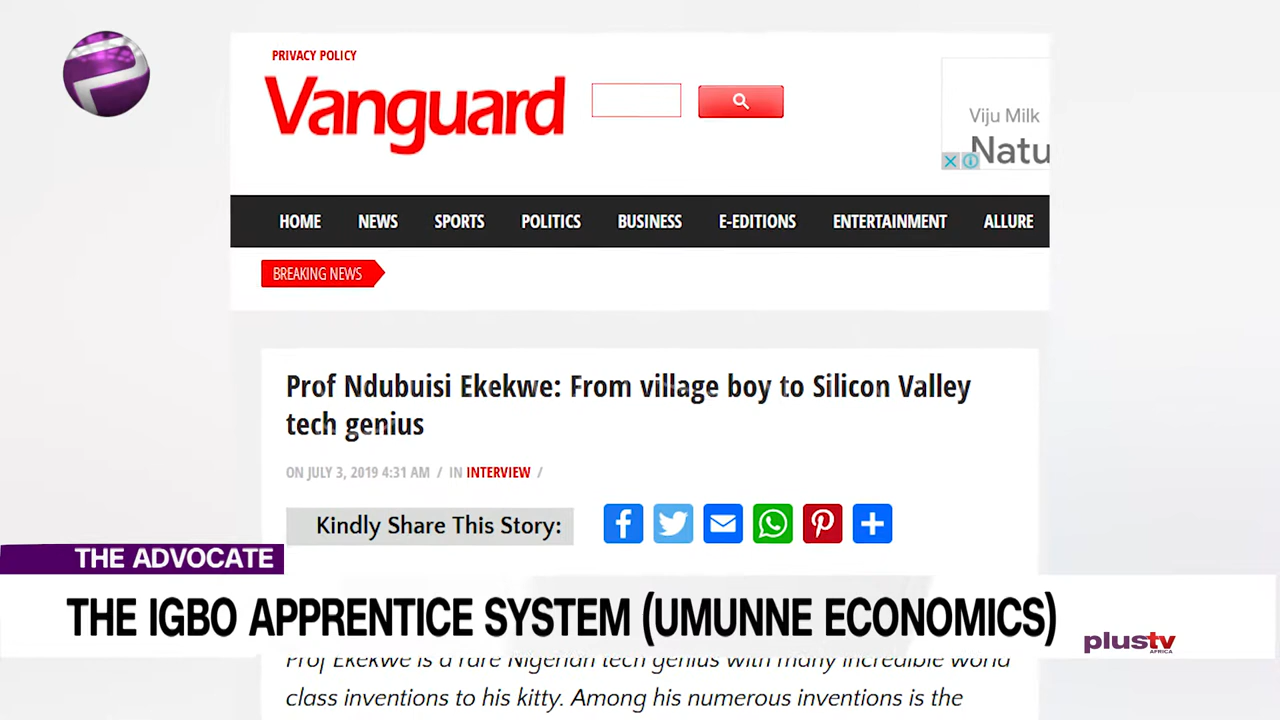 PRIVACY POLICY
Vanguard
Viju Milk
Natu
HOME NEWS SPORTS POLITICS BUSINESS E-EDITIONS ENTERTAINMENT ALLURE
BREAKING NEWS
Prof Ndubuisi Ekekwe: From village boy to Silicon Valley
tech genius
ON JULY 3, 2019 4:31 AM / IN INTERVIEW /
Kindly Share This Story:
THE ADVOCATE
THE IGBO APPRENTICE SYSTEM (UMUNNE ECONOMICS)
plustv
AFRICA
Prof Ekekwe is a rare Nigerian tech genius with many incredible world
class inventions to his kitty. Among his numerous inventions is the